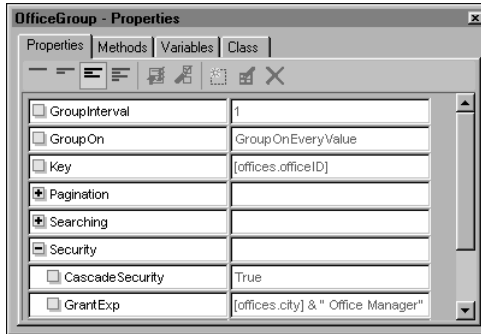 OfficeGroup - Properties
Properties Methods Variables Class
GroupInterval 1
GroupOn GroupOnEveryValue
Key [offices.officeID]
Pagination
Searching
Security
CascadeSecurity True
GrantExp [offices.city] & " Office Manager"